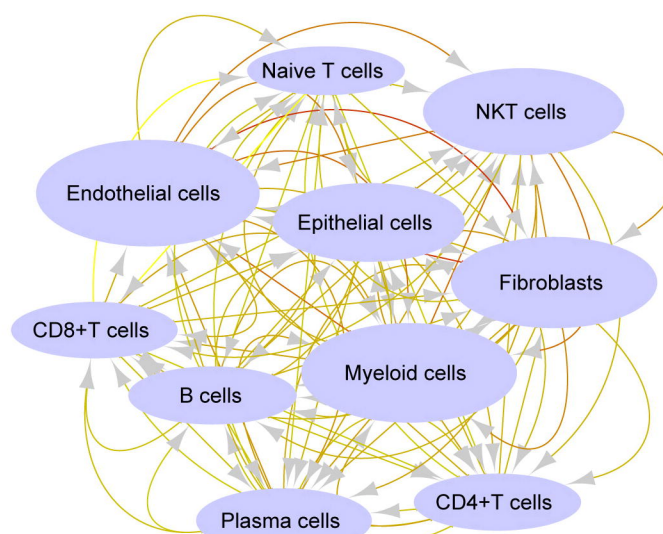 Naive T cells
NKT cells
Endothelial cells
Epithelial cells
Fibroblasts
CD8+T cells
Myeloid cells
B cells
CD4+T cells
Plasma cells